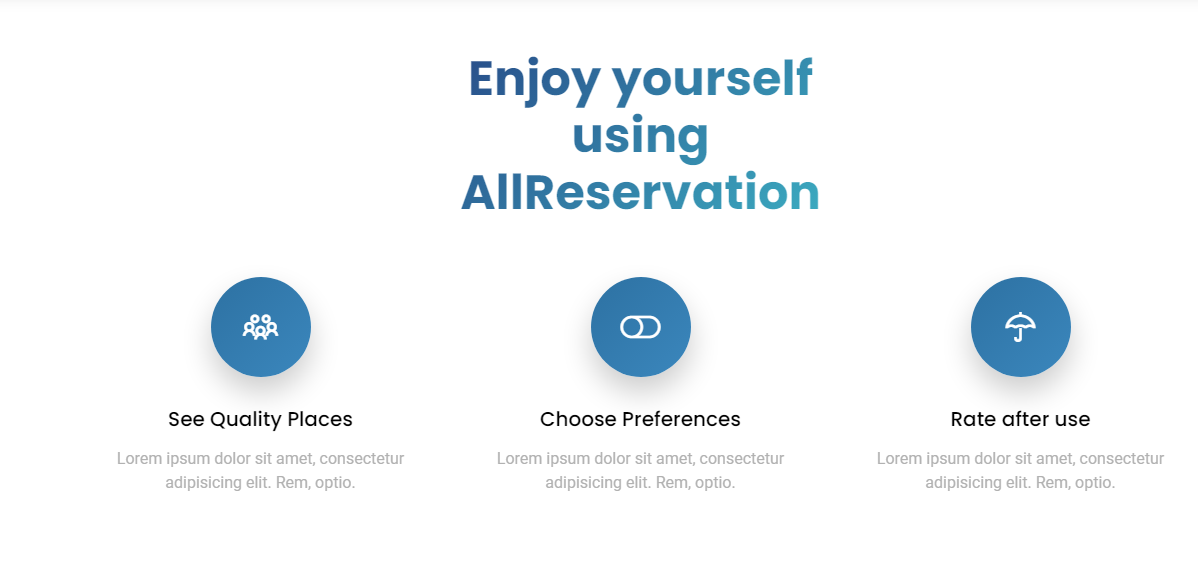 Enjoy yourself
using
AllReservation
See Quality Places
Lorem ipsum dolor sit amet, consectetur
adipisicing elit. Rem, optio.
Choose Preferences
Lorem ipsum dolor sit amet, consectetur
adipisicing elit. Rem, optio.
Rate after use
Lorem ipsum dolor sit amet, consectetur
adipisicing elit. Rem, optio.